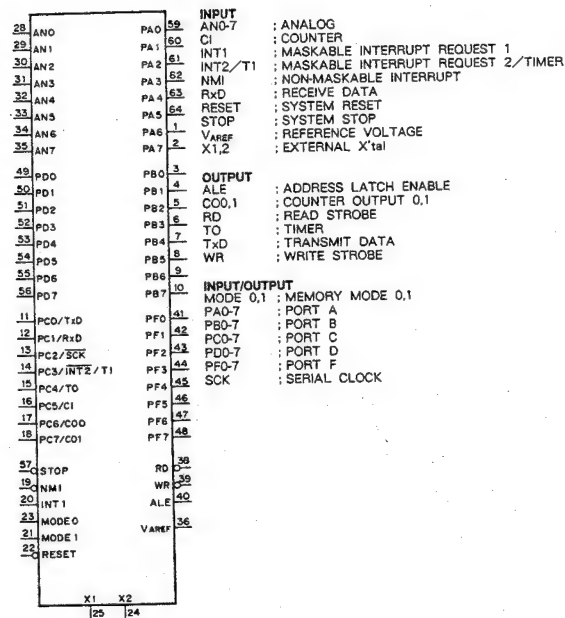 28 AN0 PA0 59
29 AN1 PA1 60
30 AN2 PA2 61
31 AN3 PA3 62
32 AN4 PA4 63
33 AN5 PA5 64
34 AN6 PA6 1
35 AN7 PA7 2
49 PD0 PB0 3
50 PD1 PB1 4
51 PD2 PB2 5
52 PD3 PB3 6
53 PD4 PB4 7
54 PD5 PB5 8
55 PD6 PB6 9
56 PD7 PB7 10
11 PC0/TxD PF0 41
12 PC1/RxD PF1 42
13 PC2/SCK PF2 43
14 PC3/INT2/T1 PF3 44
15 PC4/TO PF4 45
16 PC5/CI PF5 46
17 PC6/CO0 PF6 47
18 PC7/CO1 PF7 48
57 STOP RD 38
19 NMI WR 39
20 INT1 ALE 40
23 MODE0
21 MODE1 VAREF 36
22 RESET
X1 X2
25 24
INPUT
AN0-7 ; ANALOG
CI ; COUNTER
INT1 ; MASKABLE INTERRUPT REQUEST 1
INT2/T1 ; MASKABLE INTERRUPT REQUEST 2/TIMER
NMI ; NON-MASKABLE INTERRUPT
RxD ; RECEIVE DATA
RESET ; SYSTEM RESET
STOP ; SYSTEM STOP
VAREF ; REFERENCE VOLTAGE
X1,2 ; EXTERNAL X'tal
OUTPUT
ALE ; ADDRESS LATCH ENABLE
CO0,1 ; COUNTER OUTPUT 0,1
RD ; READ STROBE
TO ; TIMER
TxD ; TRANSMIT DATA
WR ; WRITE STROBE
INPUT/OUTPUT
MODE 0,1 ; MEMORY MODE 0,1
PA0-7 ; PORT A
PB0-7 ; PORT B
PC0-7 ; PORT C
PD0-7 ; PORT D
PF0-7 ; PORT F
SCK ; SERIAL CLOCK